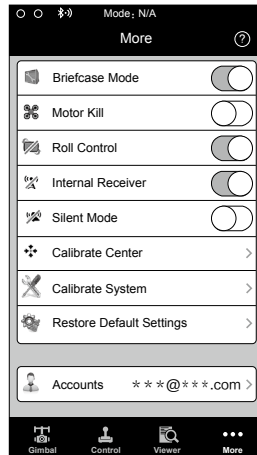 Mode: N/A
More ?
Briefcase Mode
Motor Kill
Roll Control
Internal Receiver
Silent Mode
Calibrate Center
Calibrate System
Restore Default Settings
Accounts ***@***.com
Gimbal Control Viewer More